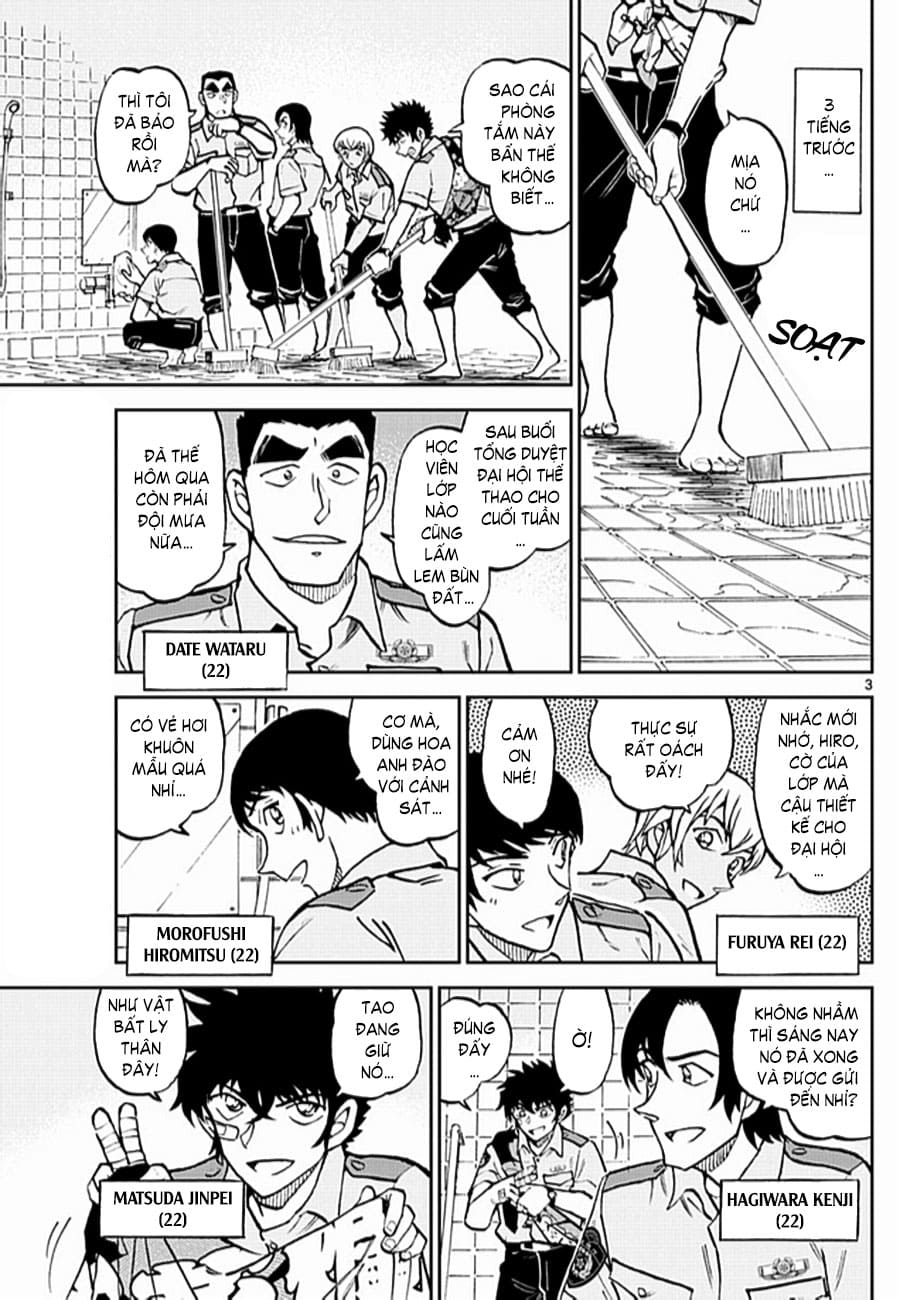 3
TIẾNG
TRƯỚC
...
MỊA
NÓ
CHỨ
...
SOẠT
SAO CÁI
PHÒNG
TẮM NÀY
BẨN THẾ
KHÔNG
BIẾT...
THÌ TÔI
ĐÃ BẢO
RỒI
MÀ?
SAU BUỔI
TỔNG DUYỆT
ĐẠI HỘI THỂ
THAO CHO
CUỐI TUẦN
...
HỌC
VIÊN LỚP
NÀO
CŨNG
LẤM
LEM BÙN
ĐẤT...
ĐÀ THẾ
HÔM QUA
CÒN PHẢI
ĐỘI MƯA
NỮA...
DATE WATARU
(22)
3
NHẮC MỚI
NHỚ, HIRO,
CỜ CỦA
LỚP MÀ
CẬU THIẾT
KẾ CHO
ĐẠI HỘI
...
THỰC SỰ
RẤT OÁCH
ĐẤY!
CẢM
ƠN
NHÉ!
FURUYA REI (22)
CƠ MÀ,
DÙNG HOA
ANH ĐÀO
VỚI CẢNH
SÁT...
CÓ VẺ HƠI
KHUÔN
MẪU QUÁ
NHỈ...
MOROFUSHI
HIROMITSU (22)
KHÔNG NHẦM
THÌ SÁNG NAY
NÓ ĐÃ XONG
VÀ ĐƯỢC GỬI
ĐẾN NHỈ?
Ờ!
ĐÚNG
ĐẤY
...
HAGIWARA KENJI
(22)
TAO
ĐANG
GIỮ
NÓ...
NHƯ VẬT
BẤT LY
THÂN
ĐÂY!
MATSUDA JINPEI
(22)